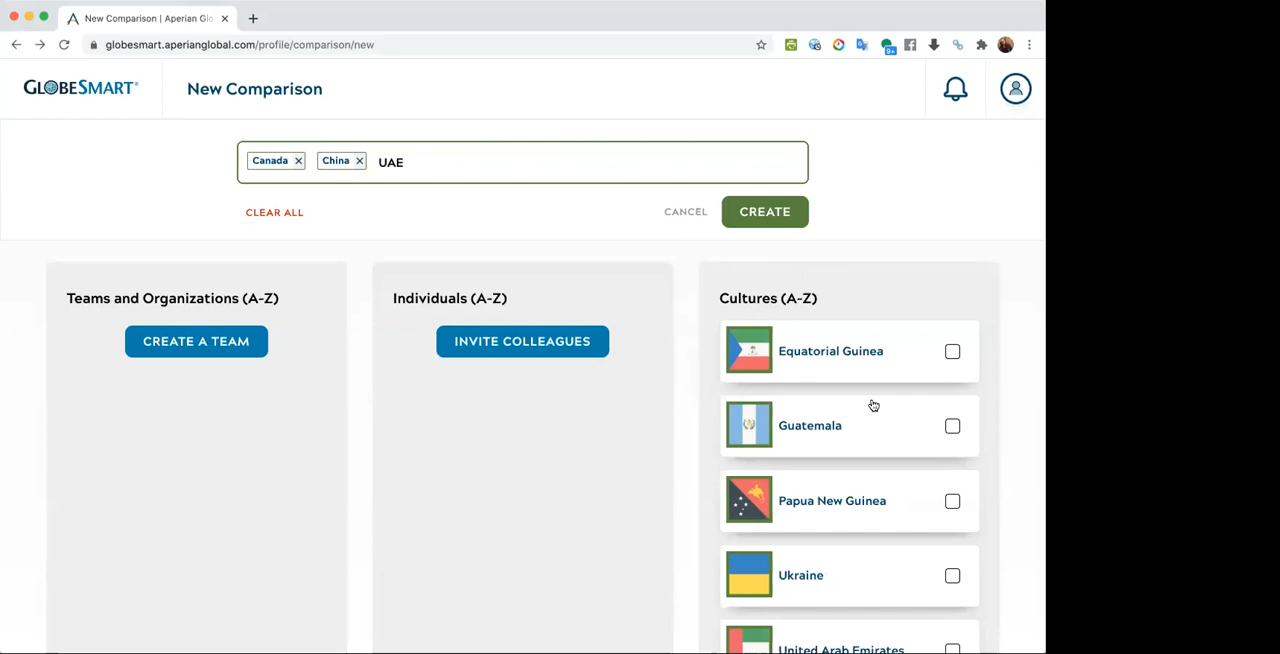 New Comparison | Aperian Glo
globesmart.aperianglobal.com/profile/comparison/new
9+
GLOBESMART®
New Comparison
Canada
China
UAE
CLEAR ALL
CANCEL
CREATE
Teams and Organizations (A-Z)
CREATE A TEAM
Individuals (A-Z)
INVITE COLLEAGUES
Cultures (A-Z)
Equatorial Guinea
Guatemala
Papua New Guinea
Ukraine
United Arab Emirates